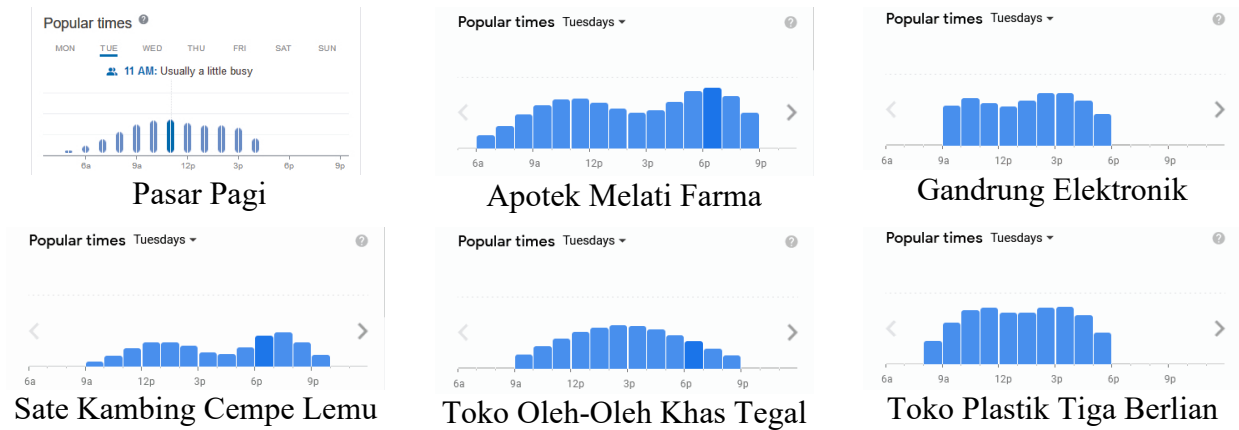 Popular times ?
MON TUE WED THU FRI SAT SUN
11 AM: Usually a little busy
6a 9a 12p 3p 6p 9p
Pasar Pagi
Popular times Tuesdays ?
6a 9a 12p 3p 6p 9p
Apotek Melati Farma
Popular times Tuesdays ?
6a 9a 12p 3p 6p 9p
Gandrung Elektronik
Popular times Tuesdays ?
6a 9a 12p 3p 6p 9p
Sate Kambing Cempe Lemu
Popular times Tuesdays ?
6a 9a 12p 3p 6p 9p
Toko Oleh-Oleh Khas Tegal
Popular times Tuesdays ?
6a 9a 12p 3p 6p 9p
Toko Plastik Tiga Berlian